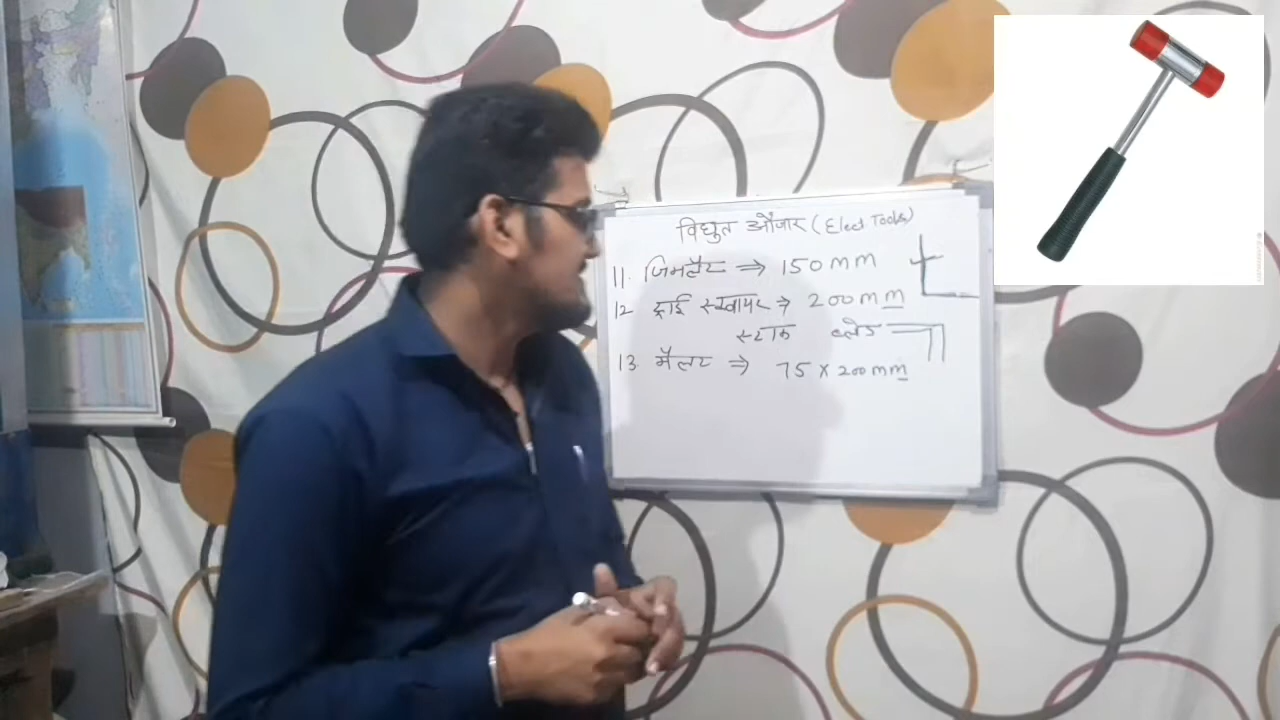 विधुत औजार (Elect Tools)
11. जिमलैट ⇒ 150 mm
12 ट्राई स्क्वायर ⇒ 200 mm
स्टाक ब्लेड
13. मैलट ⇒ 75 x 200 mm